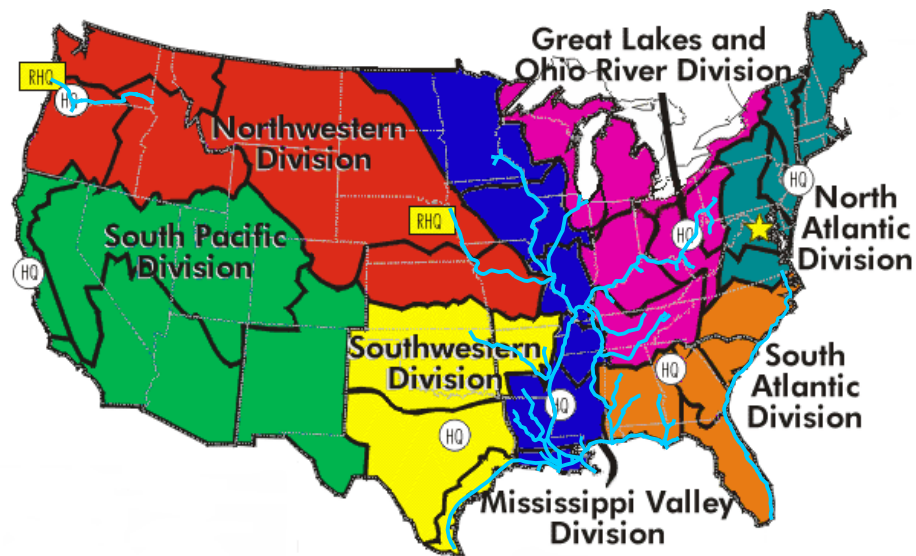 Great Lakes and
Ohio River Division
RHQ
HQ
Northwestern
Division
HQ
North
Atlantic
Division
RHQ
HQ
South Pacific
Division
HQ
Southwestern
Division
South
Atlantic
Division
HQ
HQ
HQ
Mississippi Valley
Division